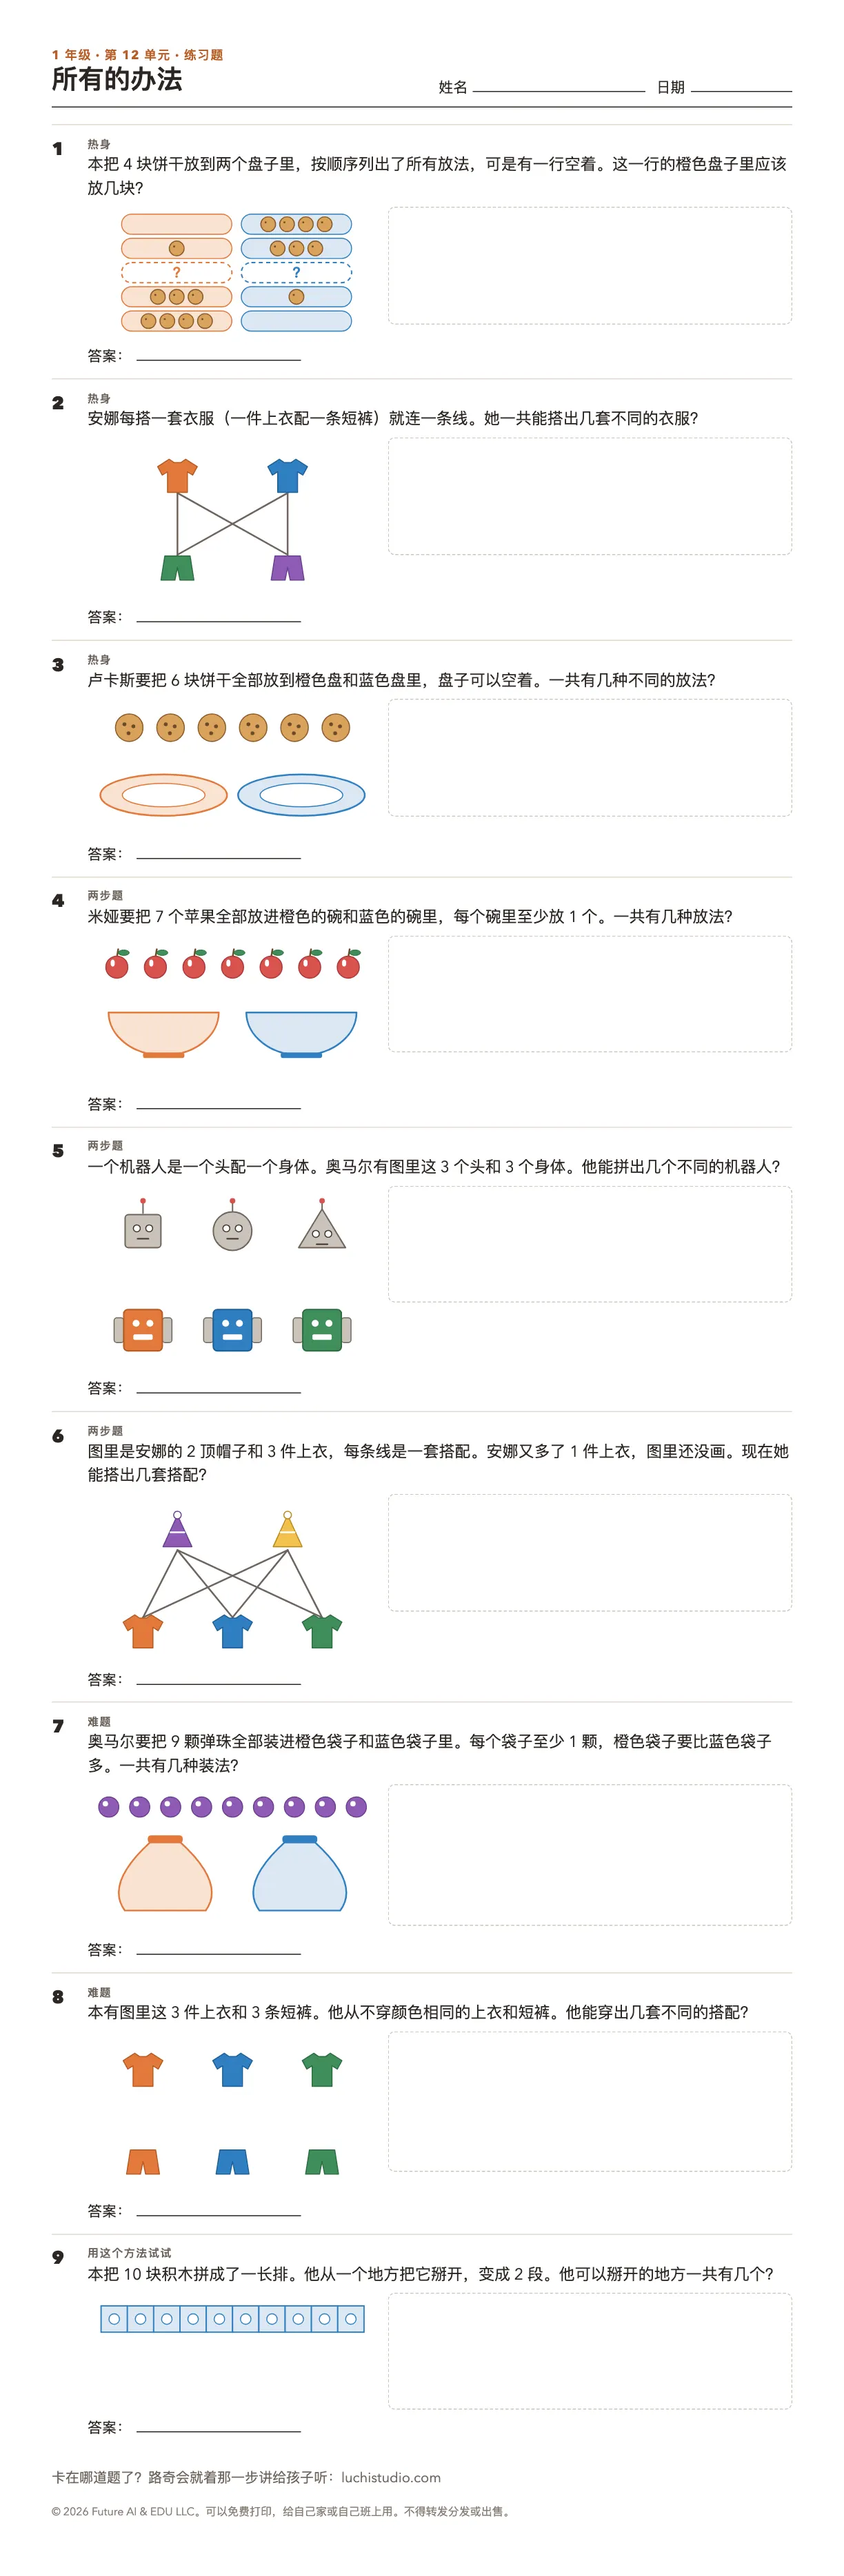 1 年级·第 12 单元·练习题
所有的办法
姓名
日期
1
热身
本把 4 块饼干放到两个盘子里，按顺序列出了所有放法，可是有一行空着。这一行的橙色盘子里应该
放几块？
?
?
答案：
2
热身
安娜每搭一套衣服（一件上衣配一条短裤）就连一条线。她一共能搭出几套不同的衣服？
答案：
3
热身
卢卡斯要把 6 块饼干全部放到橙色盘和蓝色盘里，盘子可以空着。一共有几种不同的放法？
答案：
4
两步题
米娅要把 7 个苹果全部放进橙色的碗和蓝色的碗里，每个碗里至少放 1 个。一共有几种放法？
答案：
5
两步题
一个机器人是一个头配一个身体。奥马尔有图里这 3 个头和 3 个身体。他能拼出几个不同的机器人？
答案：
6
两步题
图里是安娜的 2 顶帽子和 3 件上衣，每条线是一套搭配。安娜又多了 1 件上衣，图里还没画。现在她
能搭出几套搭配？
答案：
7
难题
奥马尔要把 9 颗弹珠全部装进橙色袋子和蓝色袋子里。每个袋子至少 1 颗，橙色袋子要比蓝色袋子
多。一共有几种装法？
答案：
8
难题
本有图里这 3 件上衣和 3 条短裤。他从不穿颜色相同的上衣和短裤。他能穿出几套不同的搭配？
答案：
9
用这个方法试试
本把 10 块积木拼成了一长排。他从一个地方把它掰开，变成 2 段。他可以掰开的地方一共有几个？
答案：
卡在哪道题了？路奇会就着那一步讲给孩子听：luchistudio.com
© 2026 Future AI & EDU LLC。可以免费打印，给自己家或自己班上用。不得转发分发或出售。